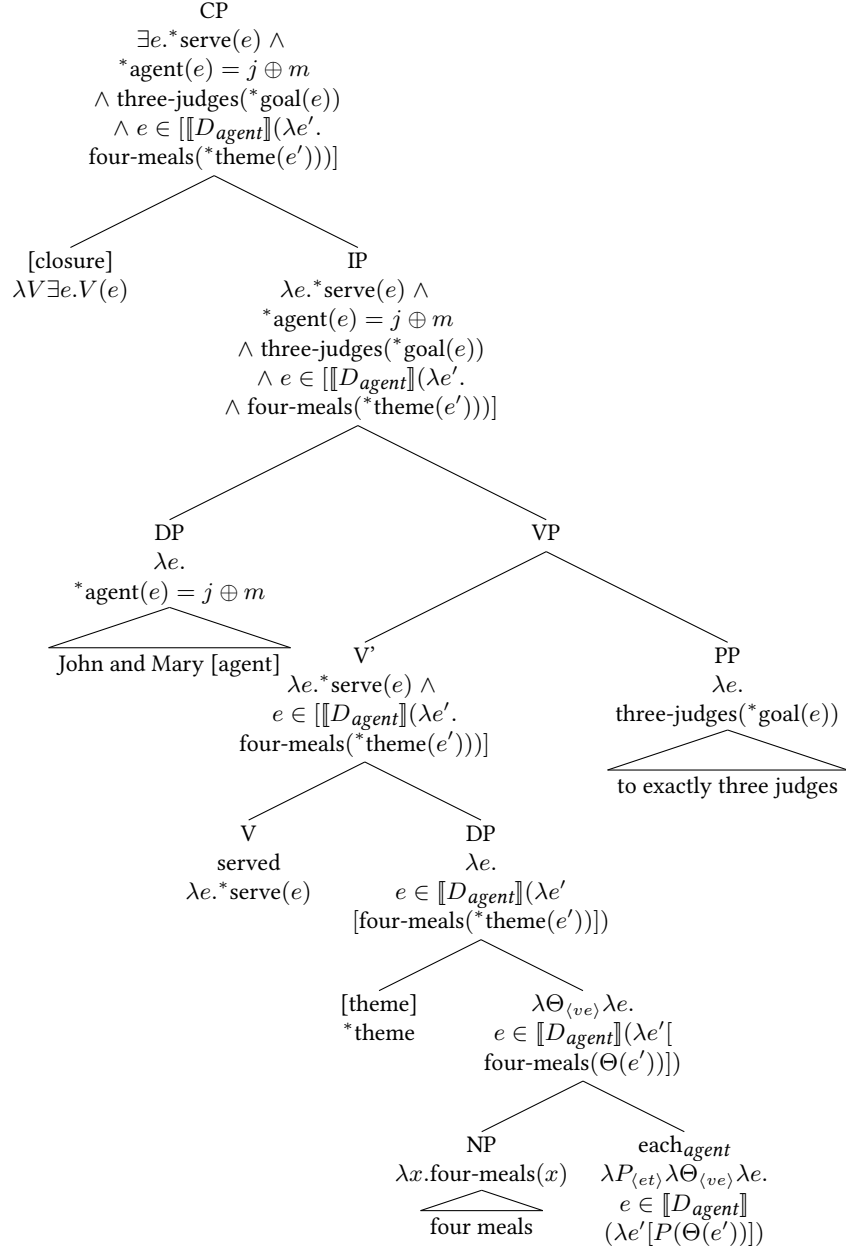 CP
∃e.*serve(e) ∧
*agent(e) = j ⊕ m
∧ three-judges(*goal(e))
∧ e ∈ [⟦D_agent⟧(λe′.
four-meals(*theme(e′)))]
[closure]
λV∃e.V(e)
IP
λe.*serve(e) ∧
*agent(e) = j ⊕ m
∧ three-judges(*goal(e))
∧ e ∈ [⟦D_agent⟧(λe′.
∧ four-meals(*theme(e′)))]
DP
λe.
*agent(e) = j ⊕ m
John and Mary [agent]
VP
V’
λe.*serve(e) ∧
e ∈ [⟦D_agent⟧(λe′.
four-meals(*theme(e′)))]
PP
λe.
three-judges(*goal(e))
to exactly three judges
V
served
λe.*serve(e)
DP
λe.
e ∈ ⟦D_agent⟧(λe′
[four-meals(*theme(e′))])
[theme]
*theme
λΘ⟨ve⟩λe.
e ∈ ⟦D_agent⟧(λe′[
four-meals(Θ(e′))])
NP
λx.four-meals(x)
four meals
each_agent
λP⟨et⟩λΘ⟨ve⟩λe.
e ∈ ⟦D_agent⟧
(λe′[P(Θ(e′))])